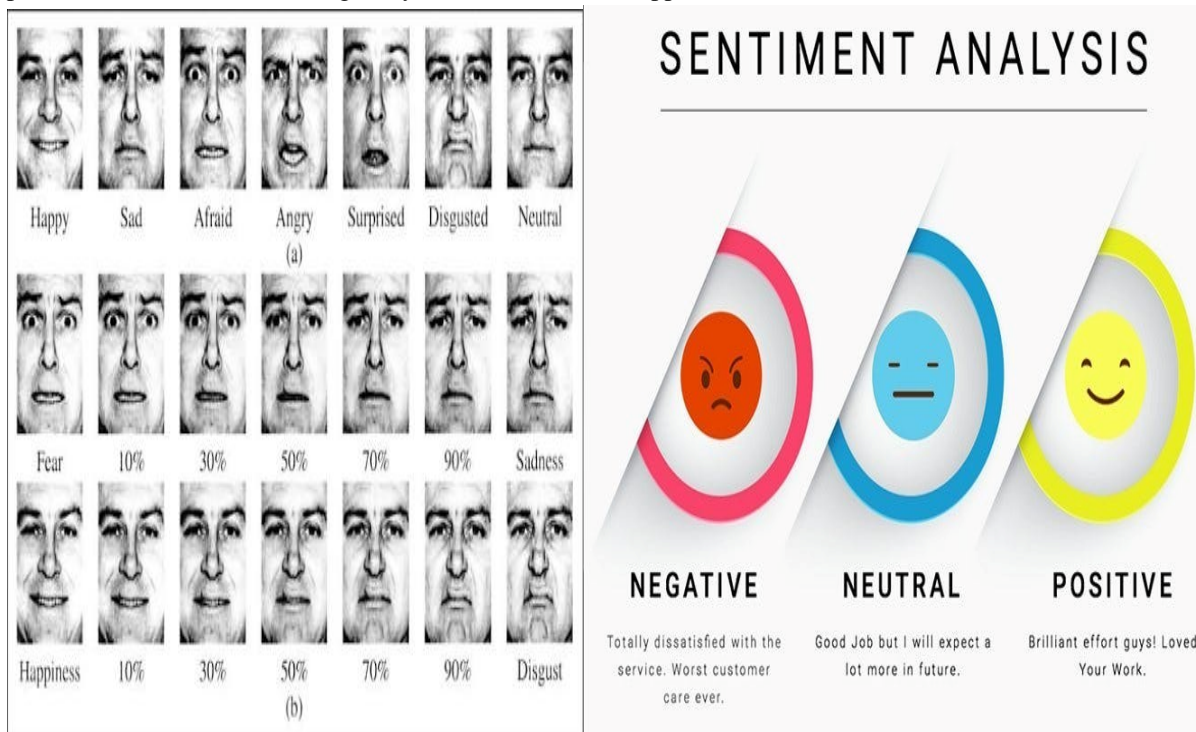 Happy Sad Afraid Angry Surprised Disgusted Neutral
(a)
Fear 10% 30% 50% 70% 90% Sadness
Happiness 10% 30% 50% 70% 90% Disgust
(b)
SENTIMENT ANALYSIS
NEGATIVE
Totally dissatisfied with the
service. Worst customer
care ever.
NEUTRAL
Good Job but I will expect a
lot more in future.
POSITIVE
Brilliant effort guys! Loved
Your Work.